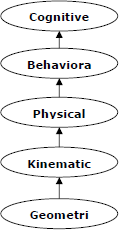 Cognitive
Behaviora
Physical
Kinematic
Geometri